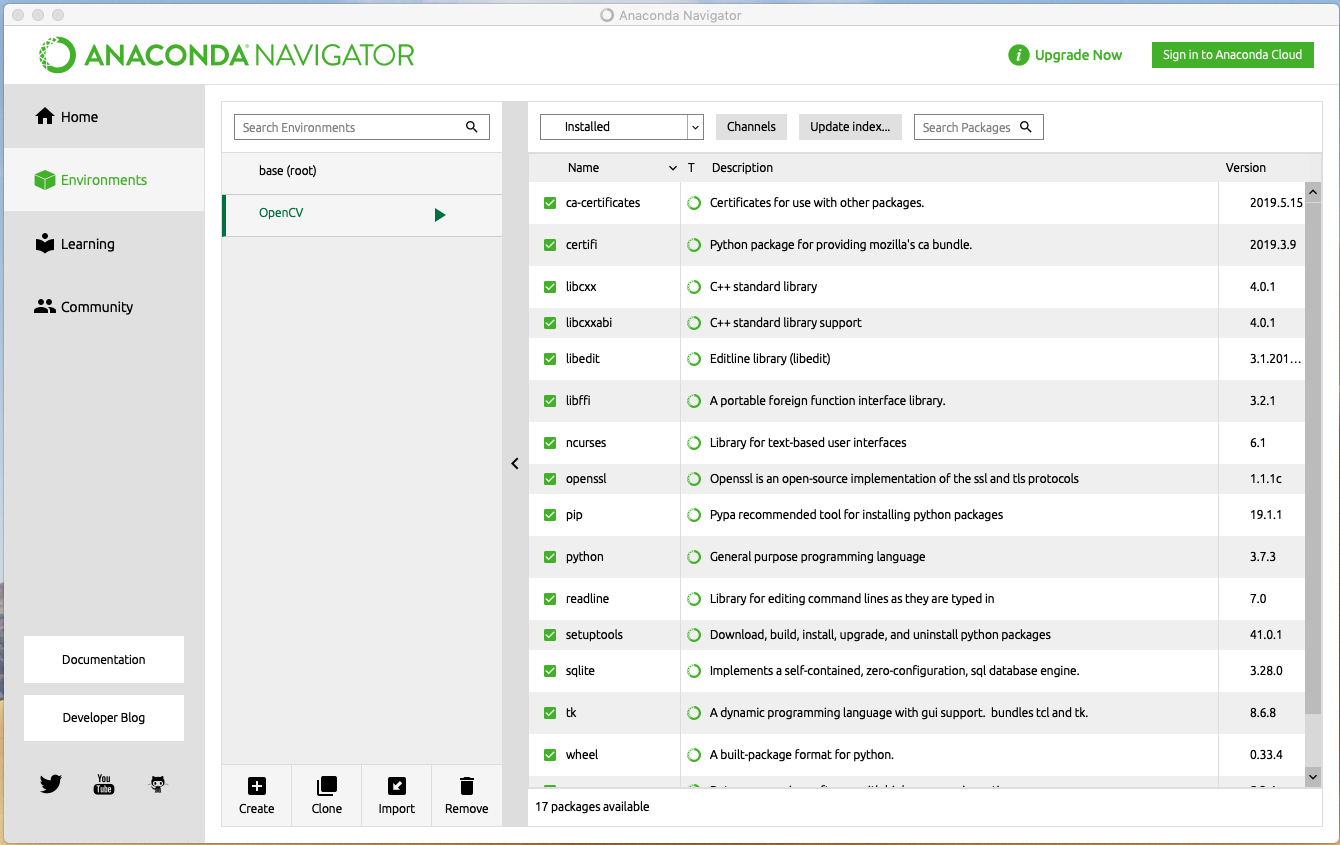 Anaconda Navigator
ANACONDA NAVIGATOR
i Upgrade Now
Sign in to Anaconda Cloud
Home
Environments
Learning
Community
Documentation
Developer Blog
You Tube
Search Environments
base (root)
OpenCV
Create
Clone
Import
Remove
Installed
Channels
Update index...
Search Packages
Name T Description Version
ca-certificates Certificates for use with other packages. 2019.5.15
certifi Python package for providing mozilla's ca bundle. 2019.3.9
libcxx C++ standard library 4.0.1
libcxxabi C++ standard library support 4.0.1
libedit Editline library (libedit) 3.1.201...
libffi A portable foreign function interface library. 3.2.1
ncurses Library for text-based user interfaces 6.1
openssl Openssl is an open-source implementation of the ssl and tls protocols 1.1.1c
pip Pypa recommended tool for installing python packages 19.1.1
python General purpose programming language 3.7.3
readline Library for editing command lines as they are typed in 7.0
setuptools Download, build, install, upgrade, and uninstall python packages 41.0.1
sqlite Implements a self-contained, zero-configuration, sql database engine. 3.28.0
tk A dynamic programming language with gui support. bundles tcl and tk. 8.6.8
wheel A built-package format for python. 0.33.4
17 packages available